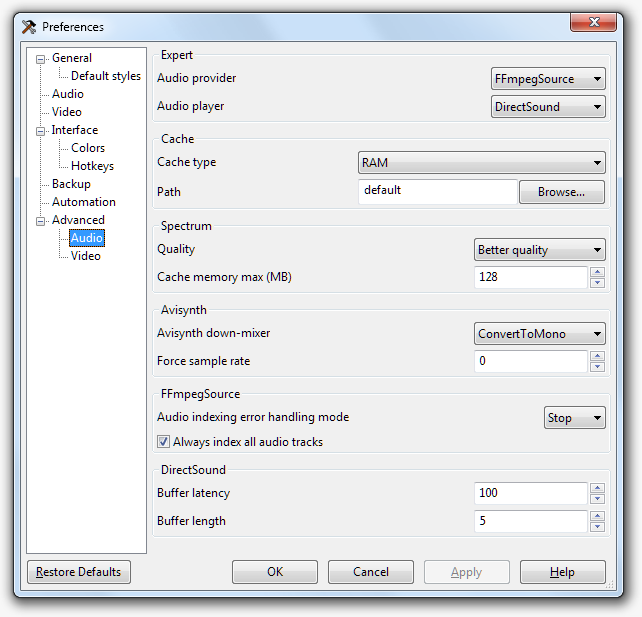 Preferences
General
Default styles
Audio
Video
Interface
Colors
Hotkeys
Backup
Automation
Advanced
Audio
Video
Expert
Audio provider FFmpegSource
Audio player DirectSound
Cache
Cache type RAM
Path default Browse...
Spectrum
Quality Better quality
Cache memory max (MB) 128
Avisynth
Avisynth down-mixer ConvertToMono
Force sample rate 0
FFmpegSource
Audio indexing error handling mode Stop
Always index all audio tracks
DirectSound
Buffer latency 100
Buffer length 5
Restore Defaults OK Cancel Apply Help